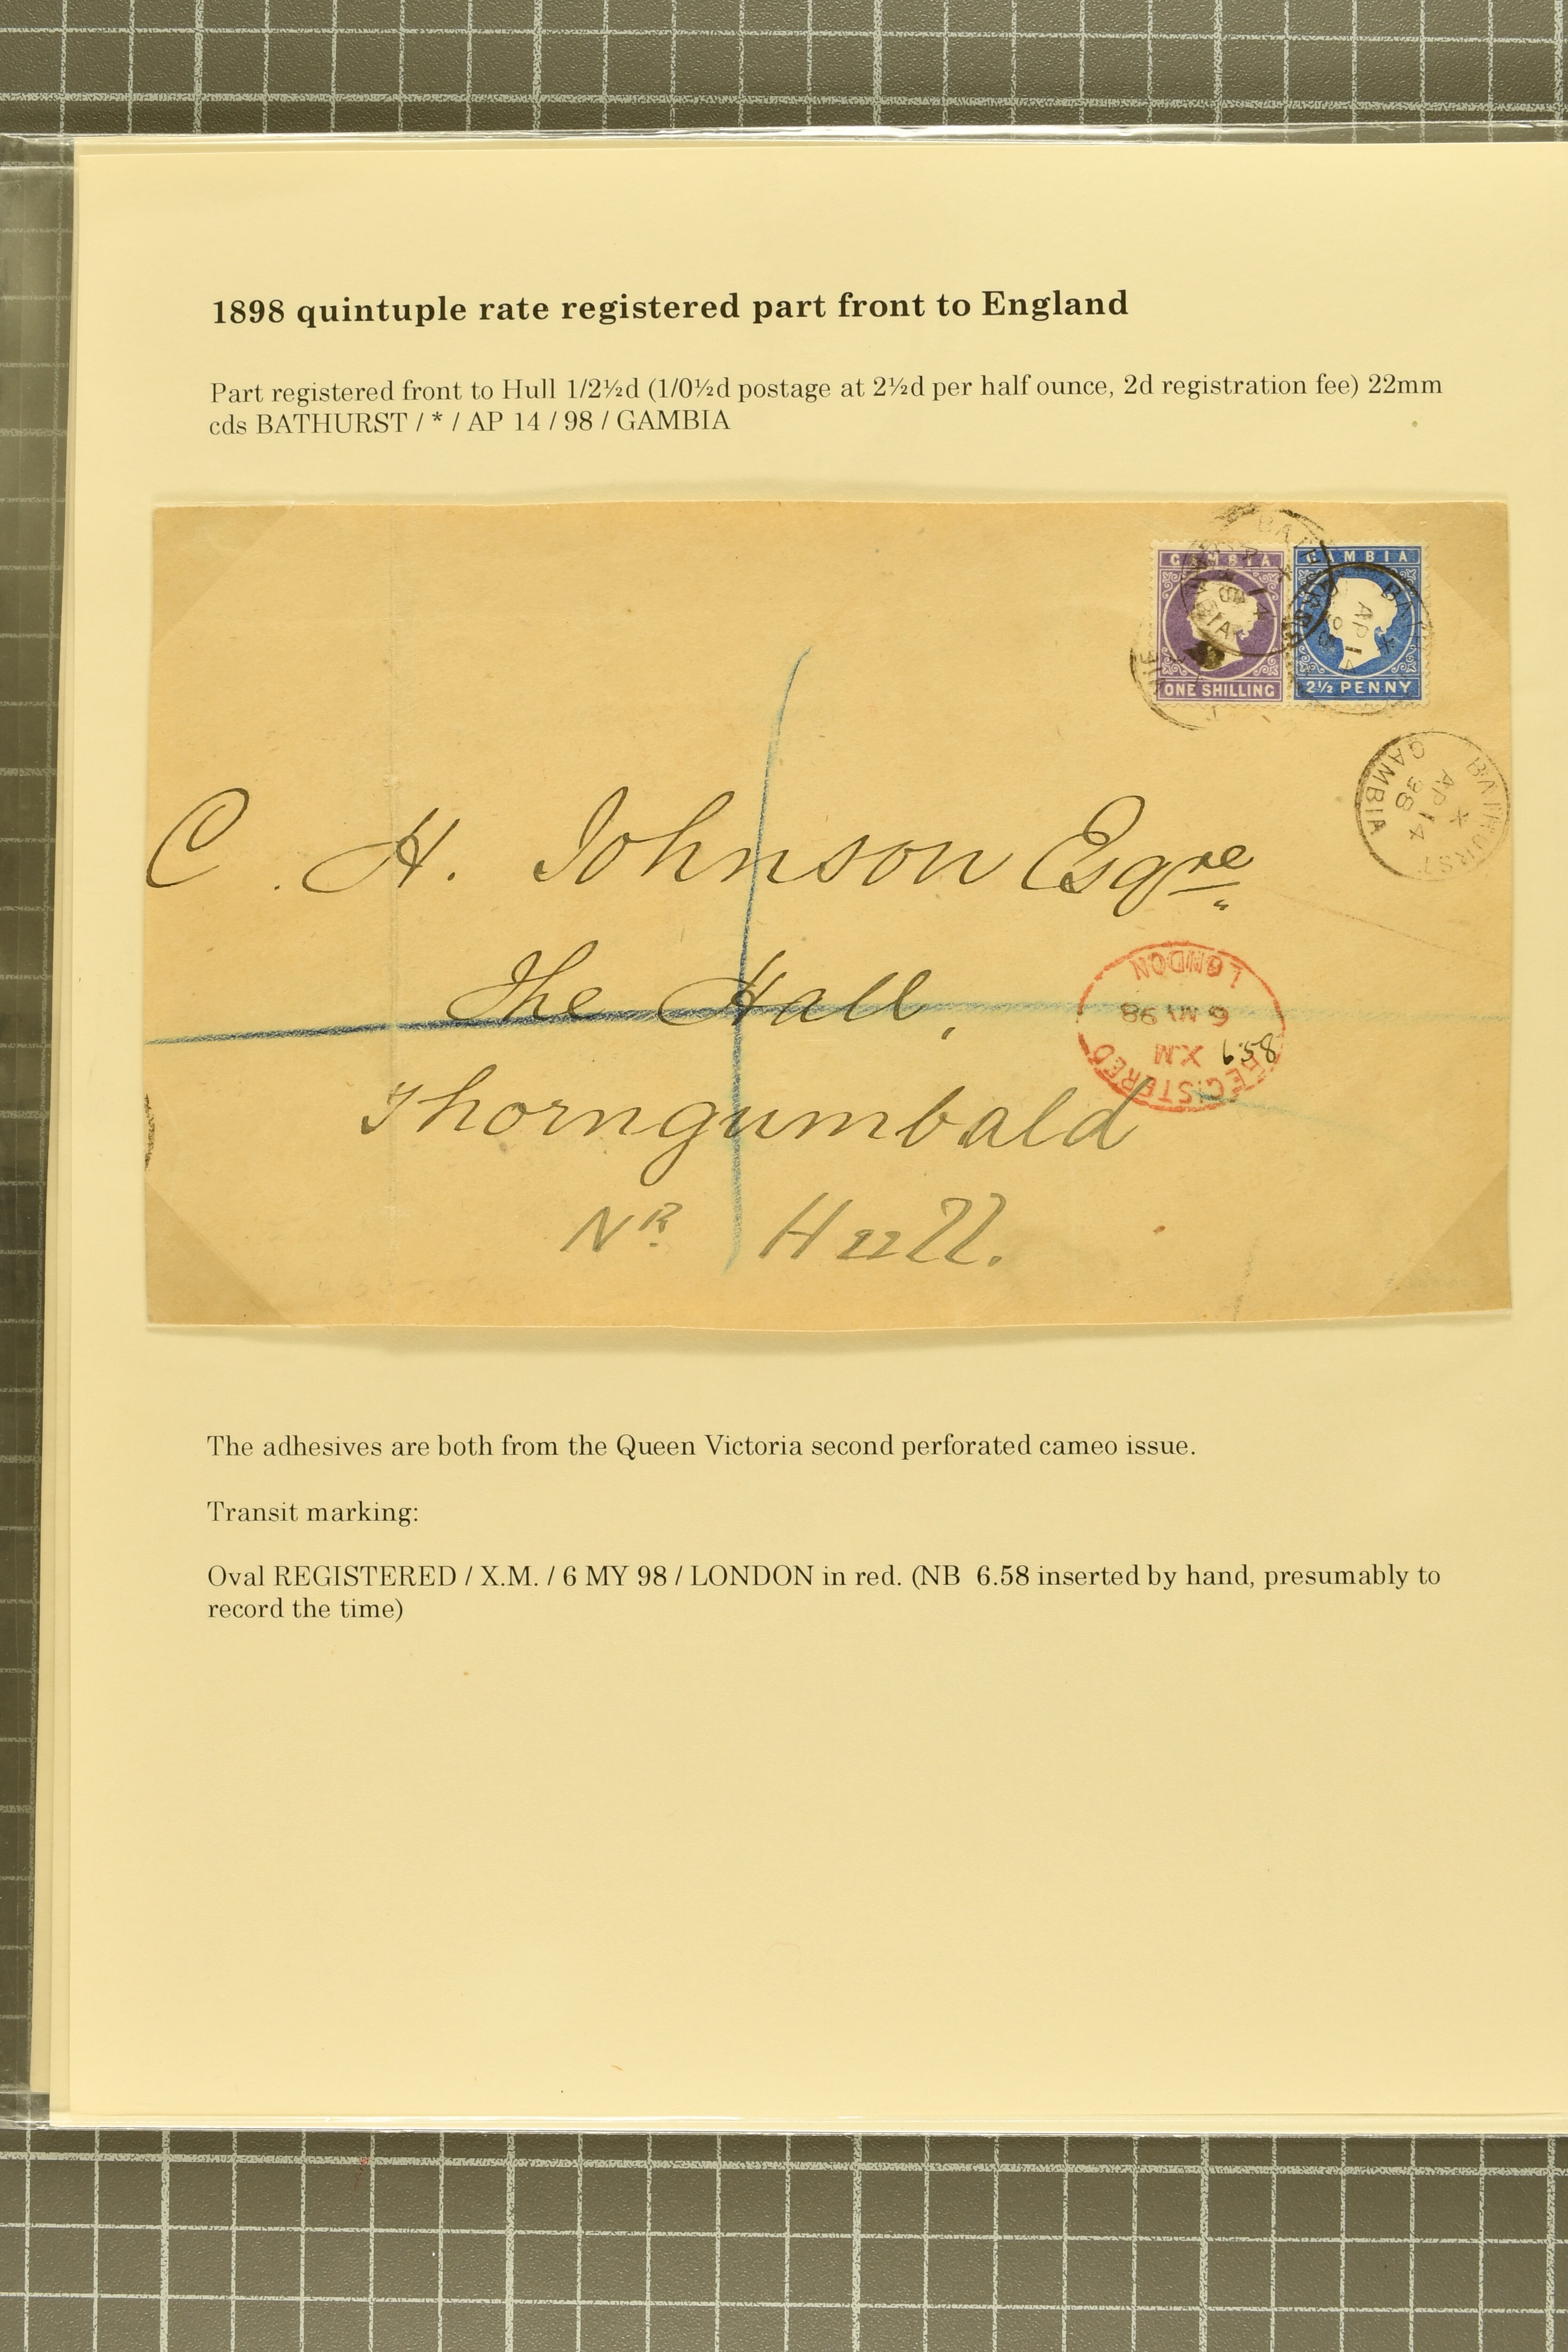 1898 quintuple rate registered part front to England
Part registered front to Hull 1/2½d (1/0½d postage at 2½d per half ounce, 2d registration fee) 22mm
cds BATHURST / * / AP 14 / 98 / GAMBIA
GAMBIA
ONE SHILLING
GAMBIA
2½ PENNY
BATHURST
AP 14
98
GAMBIA
C. H. Johnson Esqre
The Hall,
Thorngumbald
NR. Hull.
REGISTERED
XM
6 MY 98
LONDON
658
The adhesives are both from the Queen Victoria second perforated cameo issue.
Transit marking:
Oval REGISTERED / X.M. / 6 MY 98 / LONDON in red. (NB 6.58 inserted by hand, presumably to
record the time)